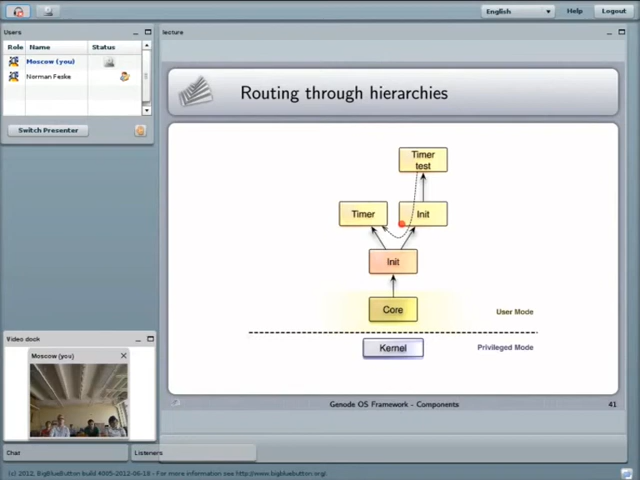 English
Help
Logout
Users
Role Name Status
Moscow (you)
Norman Feske
Switch Presenter
lecture
Routing through hierarchies
Timer
test
Timer
Init
Init
Core
User Mode
Kernel
Privileged Mode
Genode OS Framework - Components
41
Video dock
Moscow (you)
Chat
Listeners
(c) 2012, BigBlueButton build 4005-2012-06-18 - For more information see http://www.bigbluebutton.org/.